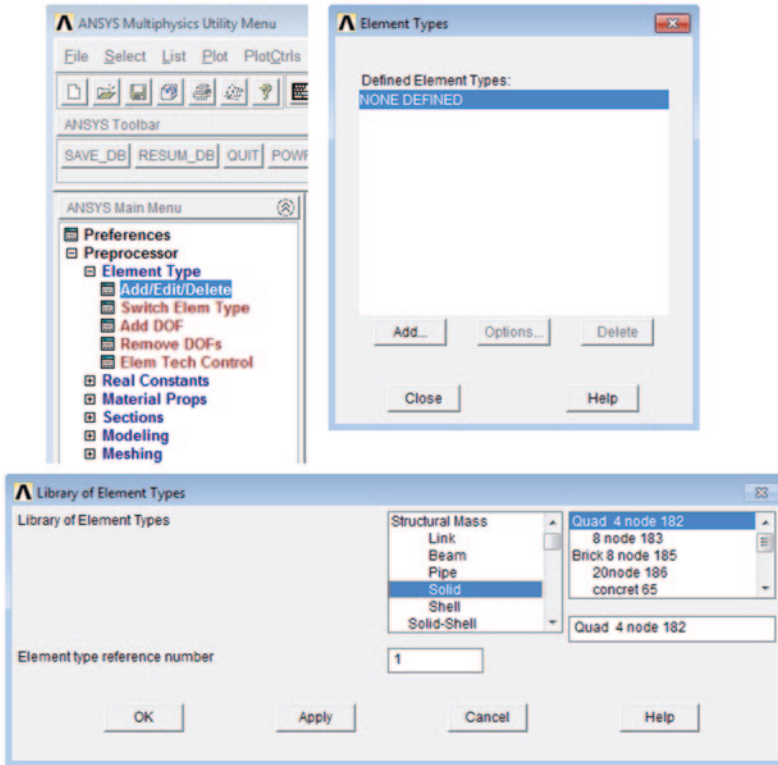 ANSYS Multiphysics Utility Menu
File Select List Plot PlotCtrls
ANSYS Toolbar
SAVE_DB RESUM_DB QUIT
ANSYS Main Menu
Preferences
Preprocessor
Element Type
Add/Edit/Delete
Switch Elem Type
Add DOF
Remove DOFs
Elem Tech Control
Real Constants
Material Props
Sections
Modeling
Meshing
Element Types
Defined Element Types:
NONE DEFINED
Add... Options... Delete
Close Help
Library of Element Types
Library of Element Types
Structural Mass
Link
Beam
Pipe
Solid
Shell
Solid-Shell
Quad 4 node 182
8 node 183
Brick 8 node 185
20node 186
concret 65
Quad 4 node 182
Element type reference number
1
OK Apply Cancel Help